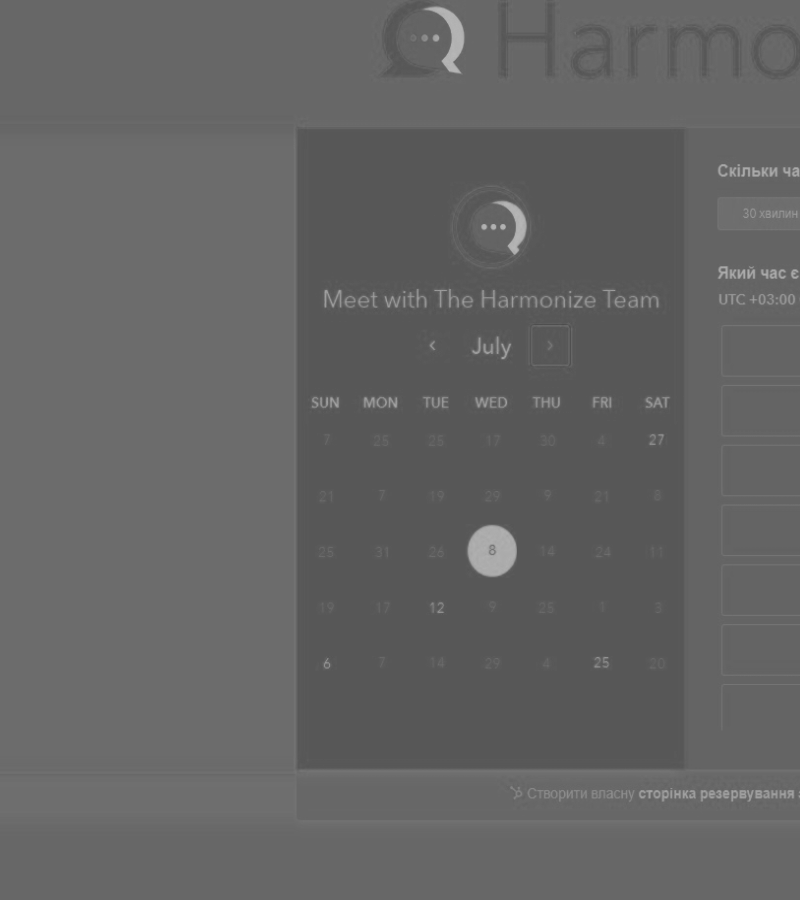 Harmo
Meet with The Harmonize Team
July
SUN MON TUE WED THU FRI SAT
7 25 25 17 30 4 27
21 7 19 29 9 21 8
25 31 26 8 14 24 11
19 17 12 9 25 1 3
6 7 14 29 4 25 20
Скільки ча
30 хвилин
Який час є
UTC +03:00
Створити власну сторінка резервування